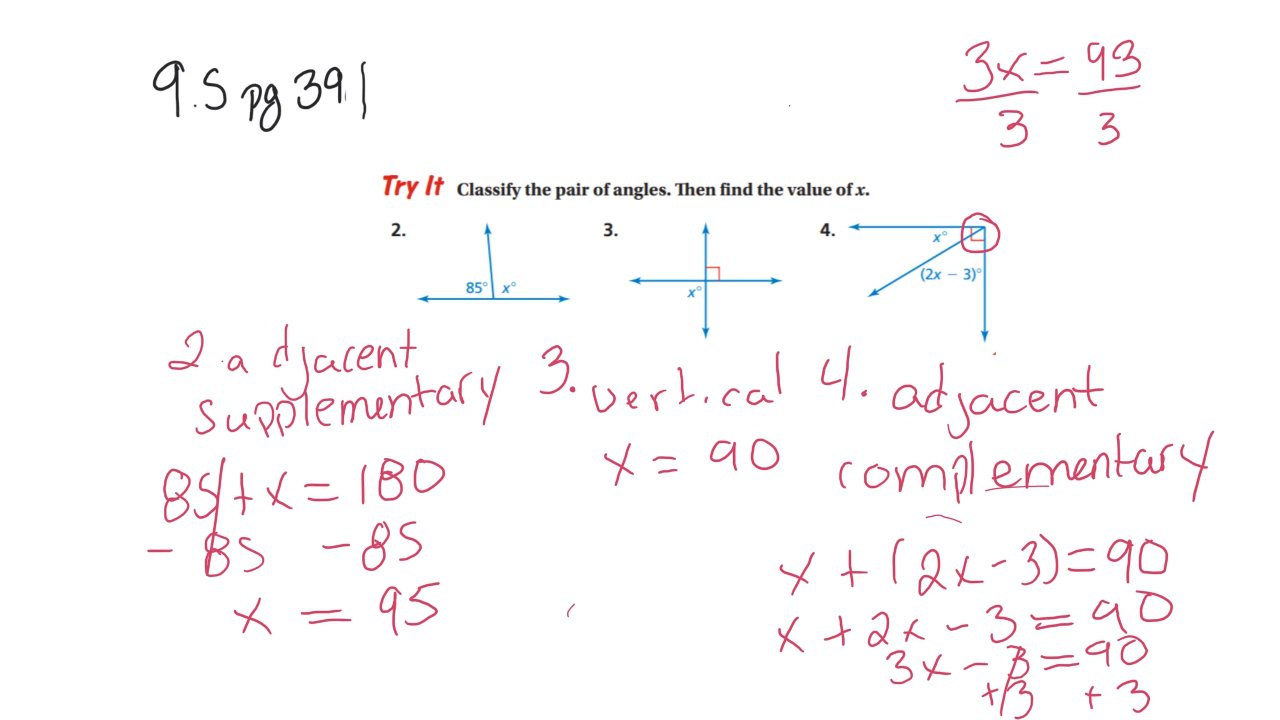 9.5 pg 391
3x = 93
3 3
Try It Classify the pair of angles. Then find the value of x.
2. 3. 4.
85° x°
x°
x°
(2x − 3)°
2. adjacent
supplementary
85 + x = 180
- 85 - 85
x = 95
3. vertical
x = 90
4. adjacent
complementary
x + (2x - 3) = 90
x + 2x - 3 = 90
3x - 3 = 90
+3 + 3